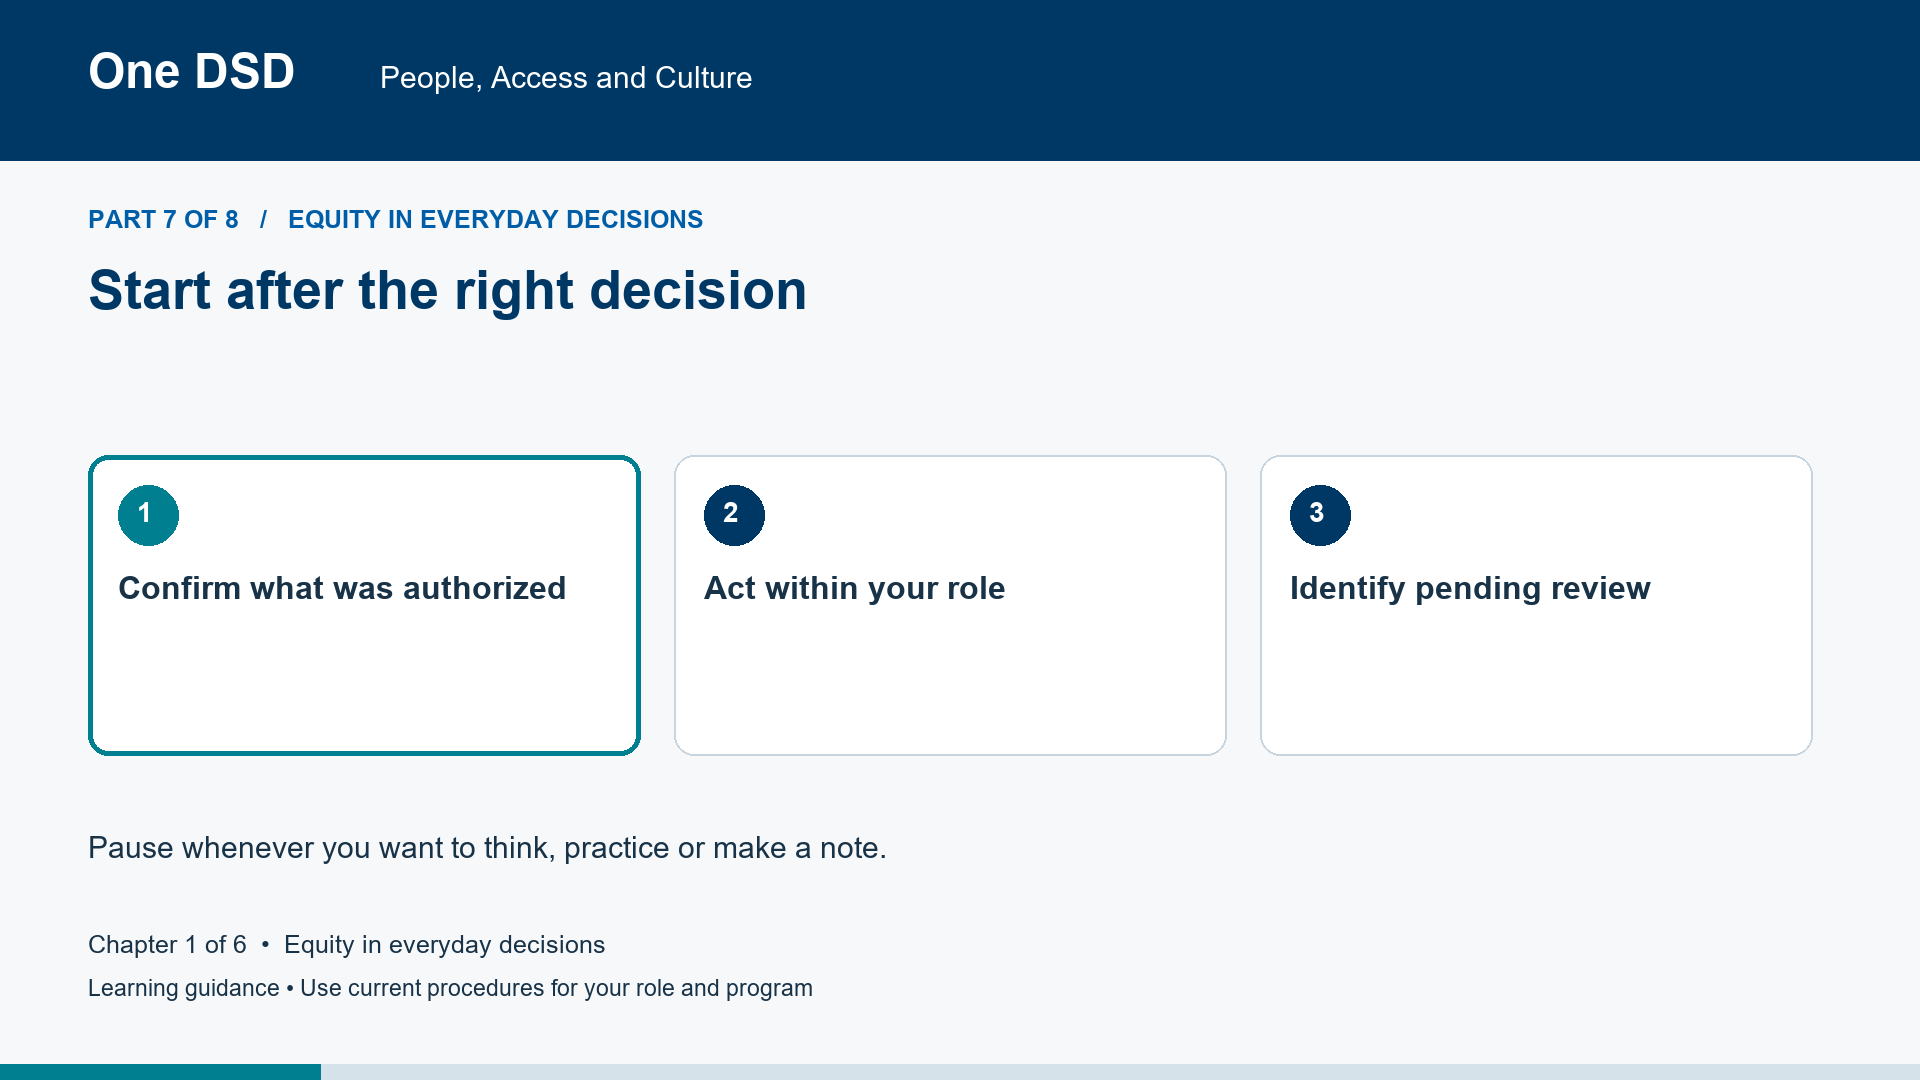 One DSD
People, Access and Culture
PART 7 OF 8 / EQUITY IN EVERYDAY DECISIONS
Start after the right decision
1
Confirm what was authorized
2
Act within your role
3
Identify pending review
Pause whenever you want to think, practice or make a note.
Chapter 1 of 6 • Equity in everyday decisions
Learning guidance • Use current procedures for your role and program